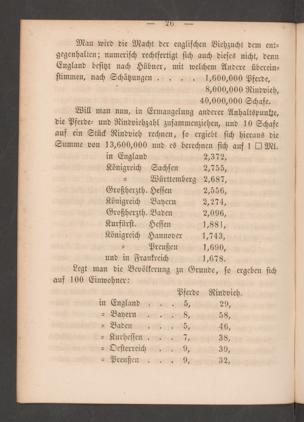 — 26 —
Man wird die Macht der englischen Viehzucht dem ent-
gegenhalten; numerisch rechtfertigt sich auch dieses nicht, denn
England besitzt nach Hübner, mit welchem Andere überein-
stimmen, nach Schätzungen . . . . 1,600,000 Pferde,
8,000,000 Rindvieh,
40,000,000 Schafe.
Will man nun, in Ermangelung anderer Anhaltspunkte,
die Pferde- und Rindviehzahl zusammenziehen, und 10 Schafe
auf ein Stück Rindvieh rechnen, so ergiebt sich hieraus die
Summe von 13,600,000 und es berechnen sich auf 1 □ Ml.
in England 2,372,
Königreich Sachsen 2,755,
„ Württemberg 2,687,
Großherzth. Hessen 2,556,
Königreich Bayern 2,274,
Großherzth. Baden 2,096,
Kurfürst. Hessen 1,881,
Königreich Hannover 1,743,
„ Preußen 1,690,
und in Frankreich 1,678.
Legt man die Bevölkerung zu Grunde, so ergeben sich
auf 100 Einwohner:
Pferde Rindvieh.
in England . . . 5, 29,
„ Bayern . . . 8, 58,
„ Baden . . . 5, 46,
„ Kurhessen . . . 7, 38,
„ Oesterreich . . . 9, 39,
„ Preußen . . . 9, 32,